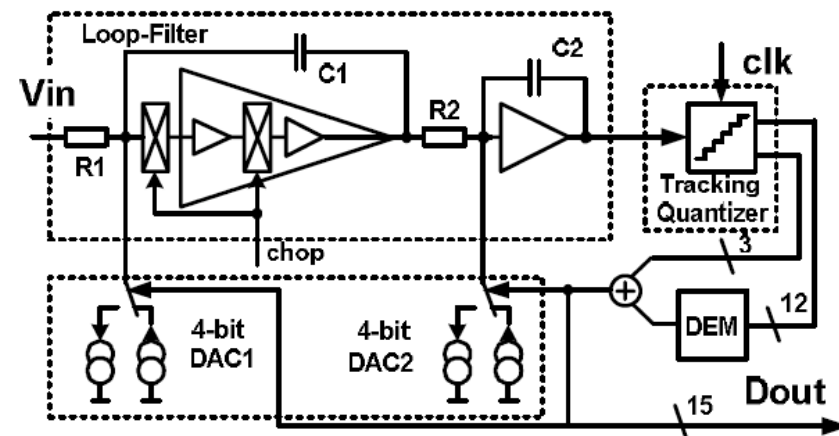 Loop-Filter
C1
C2
clk
Vin
R1
R2
Tracking
Quantizer
chop
3
4-bit
DAC1
4-bit
DAC2
+
DEM
12
Dout
15